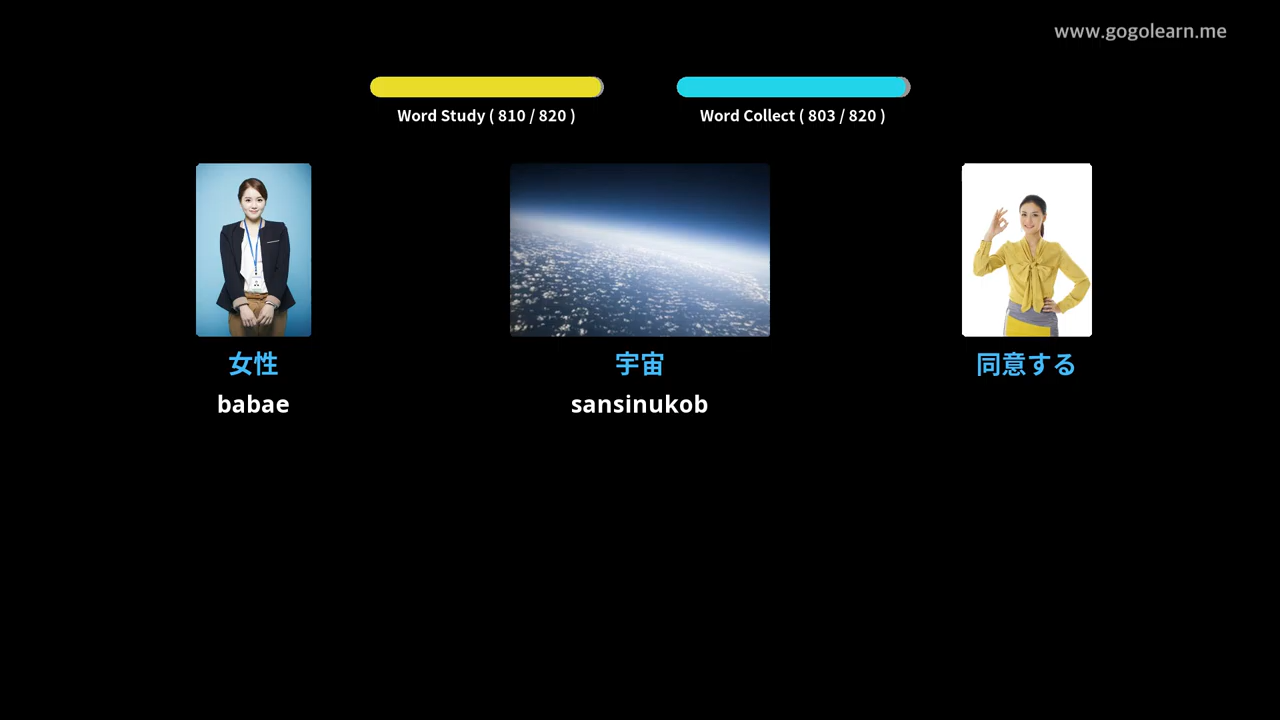 www.gogolearn.me
Word Study ( 810 / 820 )
Word Collect ( 803 / 820 )
女性
宇宙
同意する
babae
sansinukob